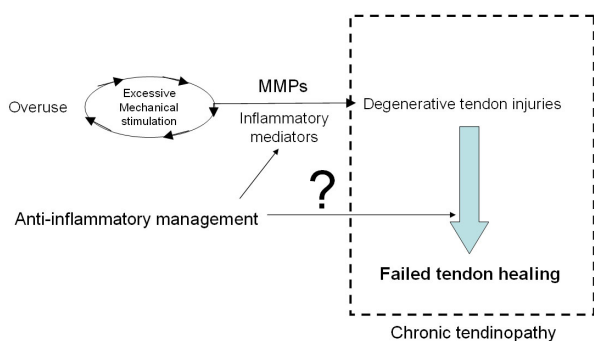 Overuse
Excessive
Mechanical
stimulation
MMPs
Inflammatory
mediators
Degenerative tendon injuries
?
Anti-inflammatory management
Failed tendon healing
Chronic tendinopathy